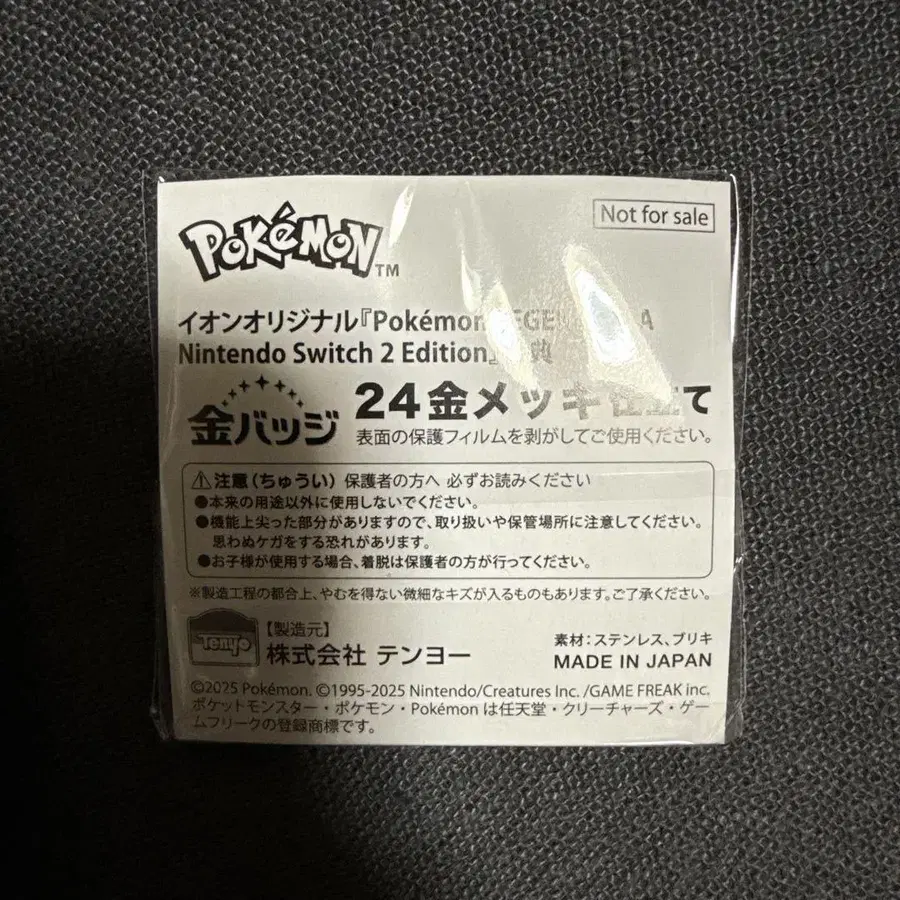 POKéMON™
Not for sale
イオンオリジナル『Pokémon
Nintendo Switch 2 Edition』
金バッジ
24金メッキ仕立て
表面の保護フィルムを剥がしてご使用ください。
⚠注意(ちゅうい) 保護者の方へ 必ずお読みください
●本来の用途以外に使用しないでください。
●機能上尖った部分がありますので、取り扱いや保管場所に注意してください。
思わぬケガをする恐れがあります。
●お子様が使用する場合、着脱は保護者の方が行ってください。
※製造工程の都合上、やむを得ない微細なキズが入るものもあります。ご了承ください。
Tenyo
【製造元】
株式会社 テンヨー
素材:ステンレス、ブリキ
MADE IN JAPAN
©2025 Pokémon. ©1995-2025 Nintendo/Creatures Inc. /GAME FREAK inc.
ポケットモンスター・ポケモン・Pokémon は任天堂・クリーチャーズ・ゲー
ムフリークの登録商標です。